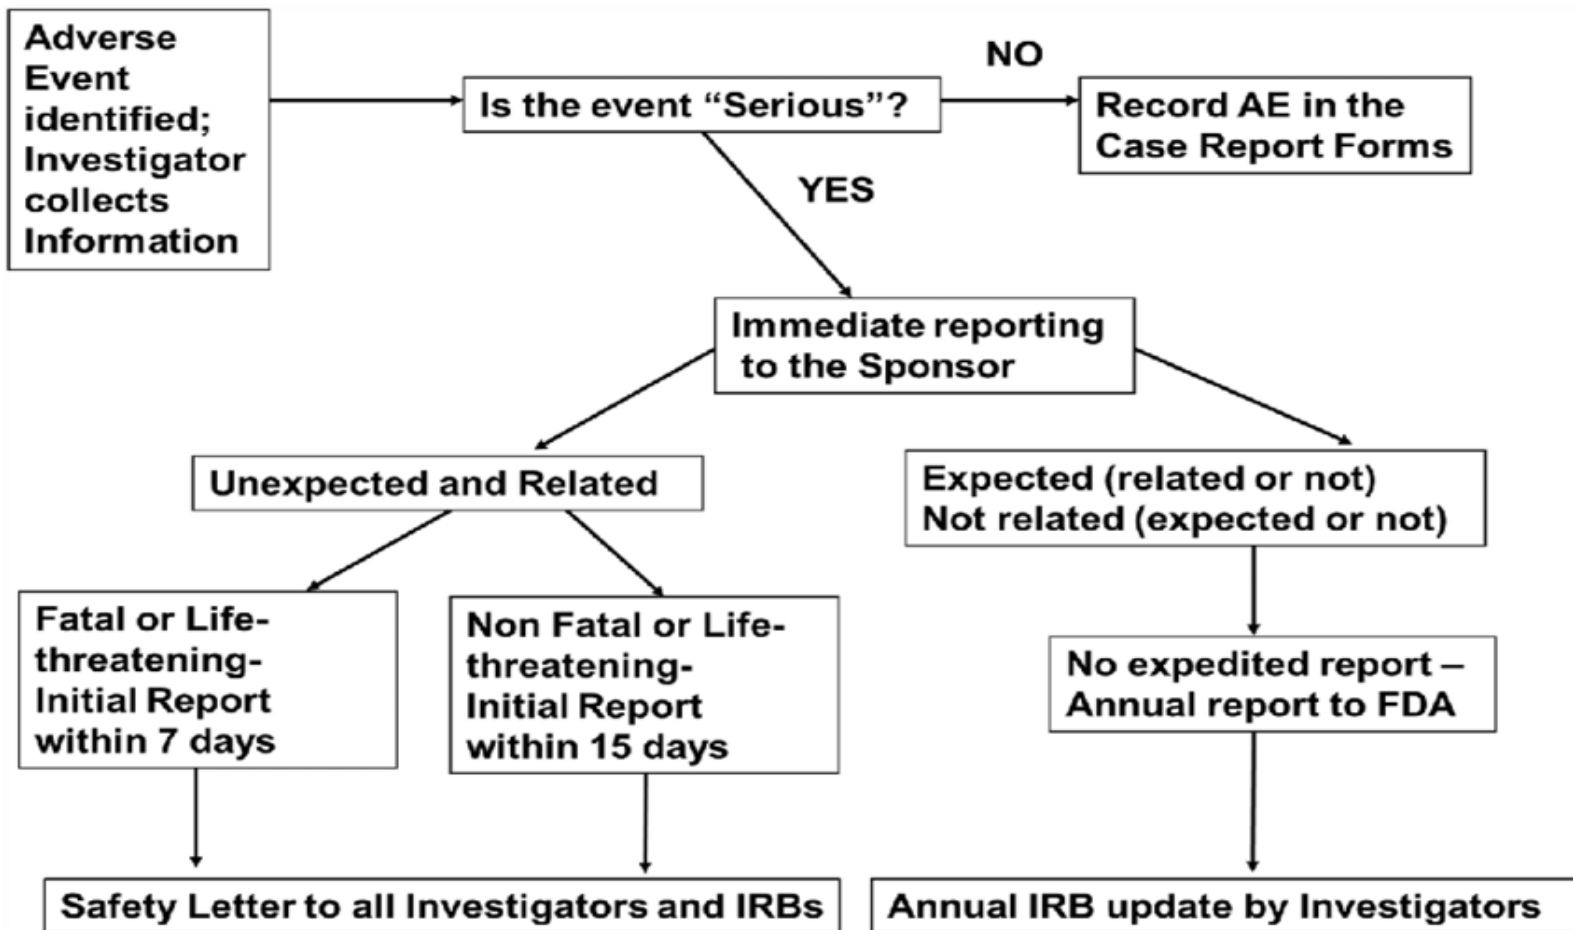 Adverse
Event
identified;
Investigator
collects
Information
Is the event “Serious”?
NO
Record AE in the
Case Report Forms
YES
Immediate reporting
to the Sponsor
Unexpected and Related
Expected (related or not)
Not related (expected or not)
Fatal or Life-
threatening-
Initial Report
within 7 days
Non Fatal or Life-
threatening-
Initial Report
within 15 days
No expedited report –
Annual report to FDA
Safety Letter to all Investigators and IRBs
Annual IRB update by Investigators